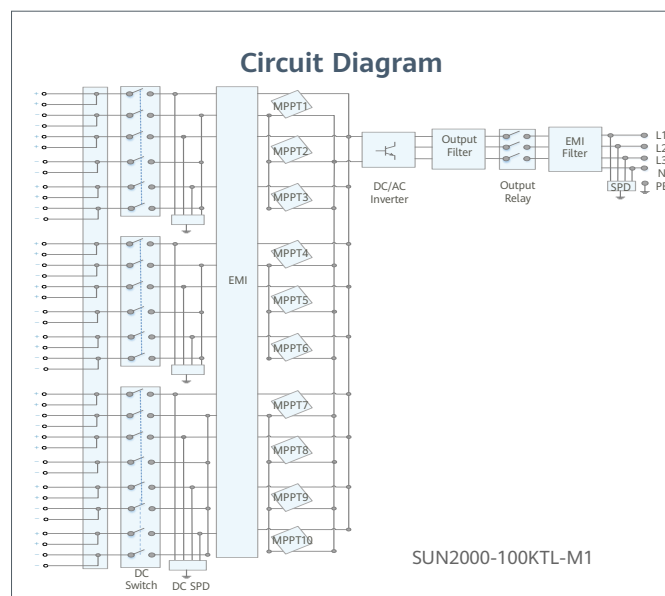 Circuit Diagram
MPPT1
MPPT2
MPPT3
MPPT4
MPPT5
MPPT6
MPPT7
MPPT8
MPPT9
MPPT10
EMI
DC
Switch
DC SPD
DC/AC
Inverter
Output
Filter
Output
Relay
EMI
Filter
SPD
L1
L2
L3
N
PE
SUN2000-100KTL-M1